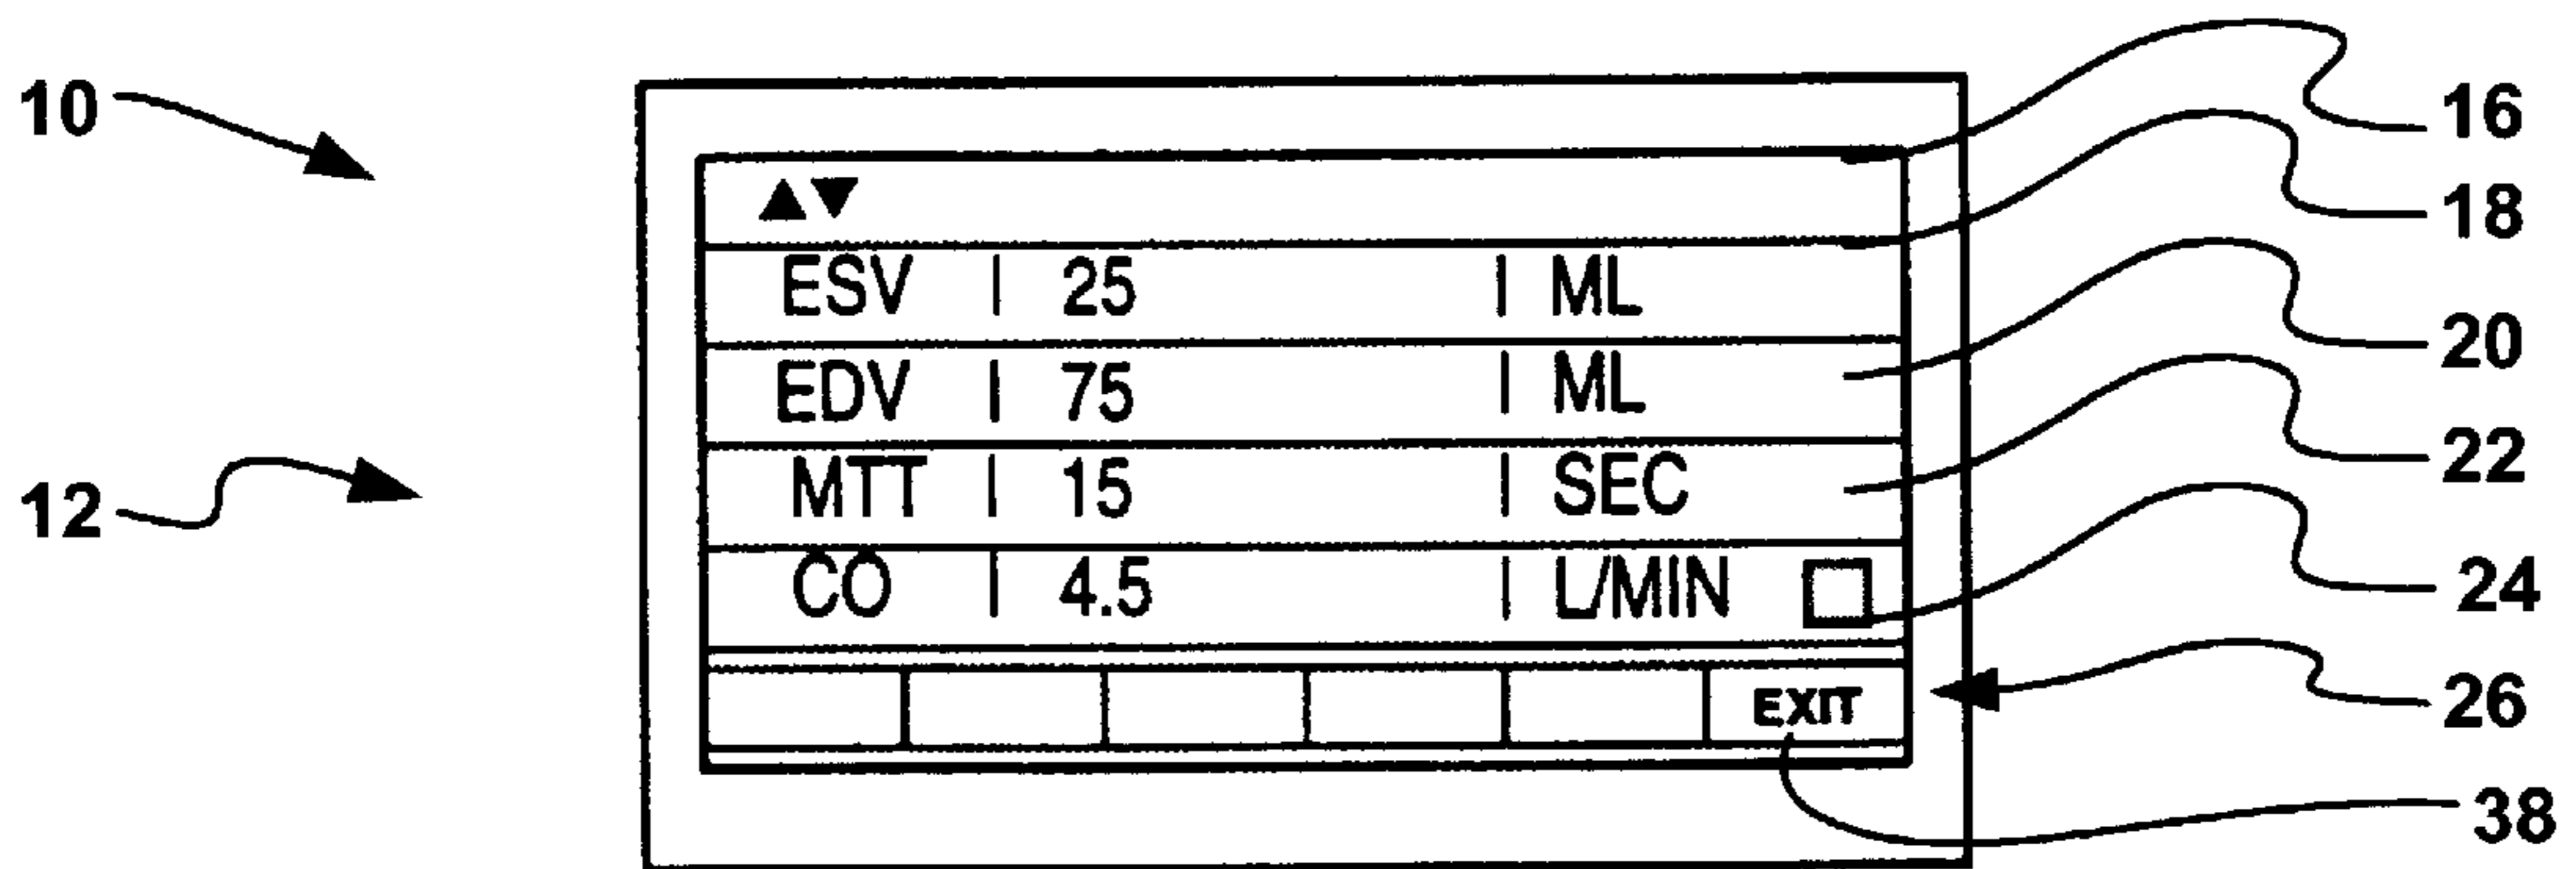 10
12
▲▼
ESV | 25 | ML
EDV | 75 | ML
MTT | 15 | SEC
CO | 4.5 | L/MIN
EXIT
16
18
20
22
24
26
38